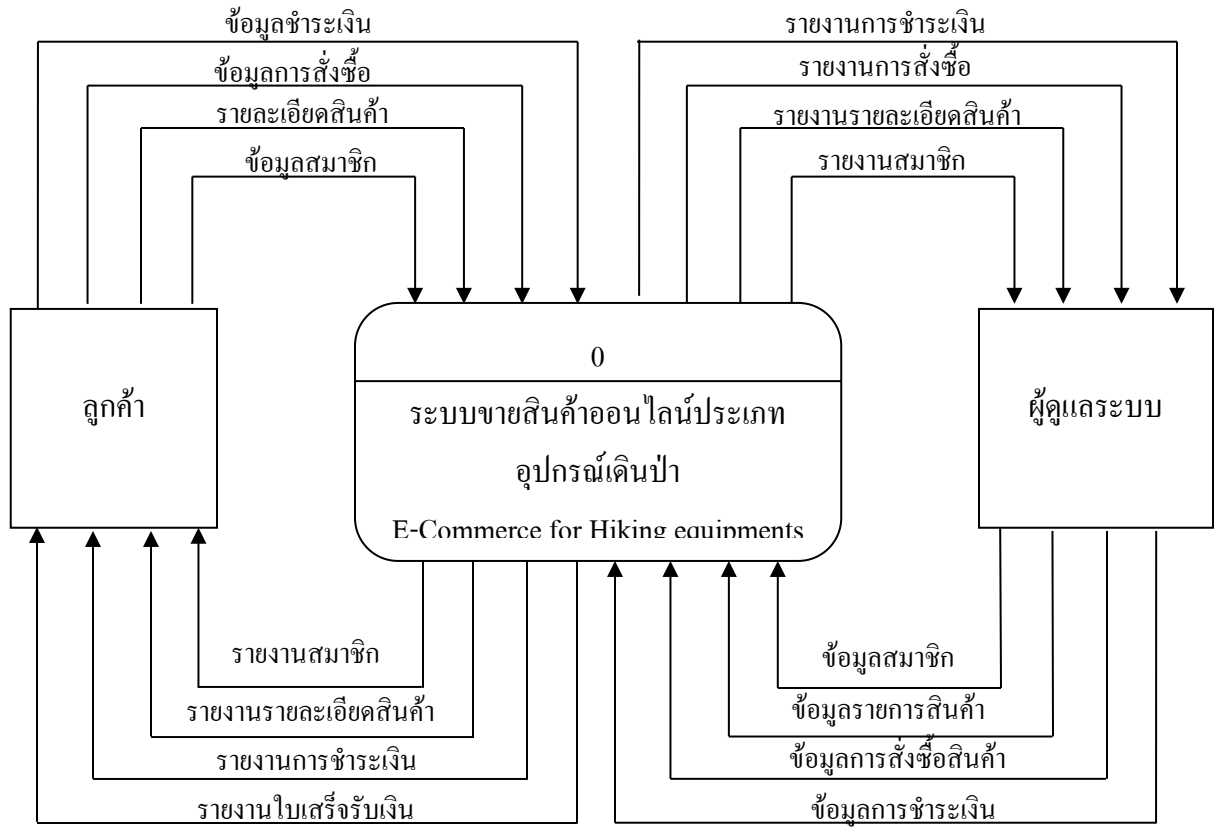 ข้อมูลชำระเงิน
ข้อมูลการสั่งซื้อ
รายละเอียดสินค้า
ข้อมูลสมาชิก
รายงานการชำระเงิน
รายงานการสั่งซื้อ
รายงานรายละเอียดสินค้า
รายงานสมาชิก
ลูกค้า
0
ระบบขายสินค้าออนไลน์ประเภท
อุปกรณ์เดินป่า
E-Commerce for Hiking equipments
ผู้ดูแลระบบ
รายงานสมาชิก
รายงานรายละเอียดสินค้า
รายงานการชำระเงิน
รายงานใบเสร็จรับเงิน
ข้อมูลสมาชิก
ข้อมูลรายการสินค้า
ข้อมูลการสั่งซื้อสินค้า
ข้อมูลการชำระเงิน